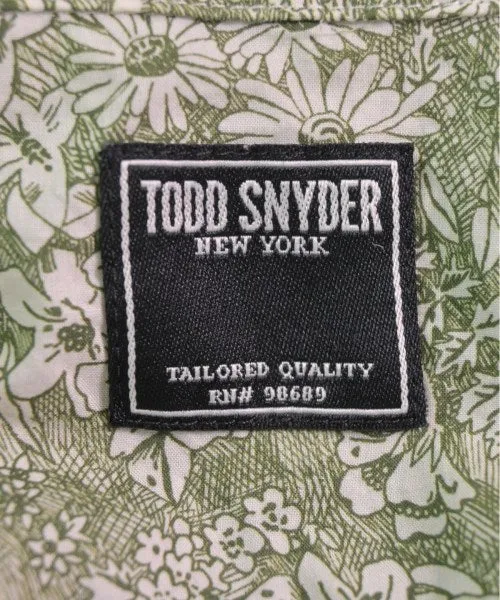 TODD SNYDER
NEW YORK
TAILORED QUALITY
RN# 98689